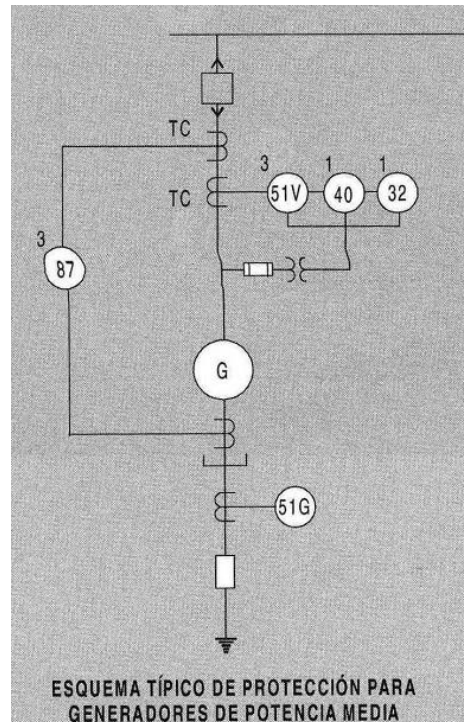 TC
3 1 1
TC 51V 40 32
3
87
G
51G
ESQUEMA TÍPICO DE PROTECCIÓN PARA
GENERADORES DE POTENCIA MEDIA